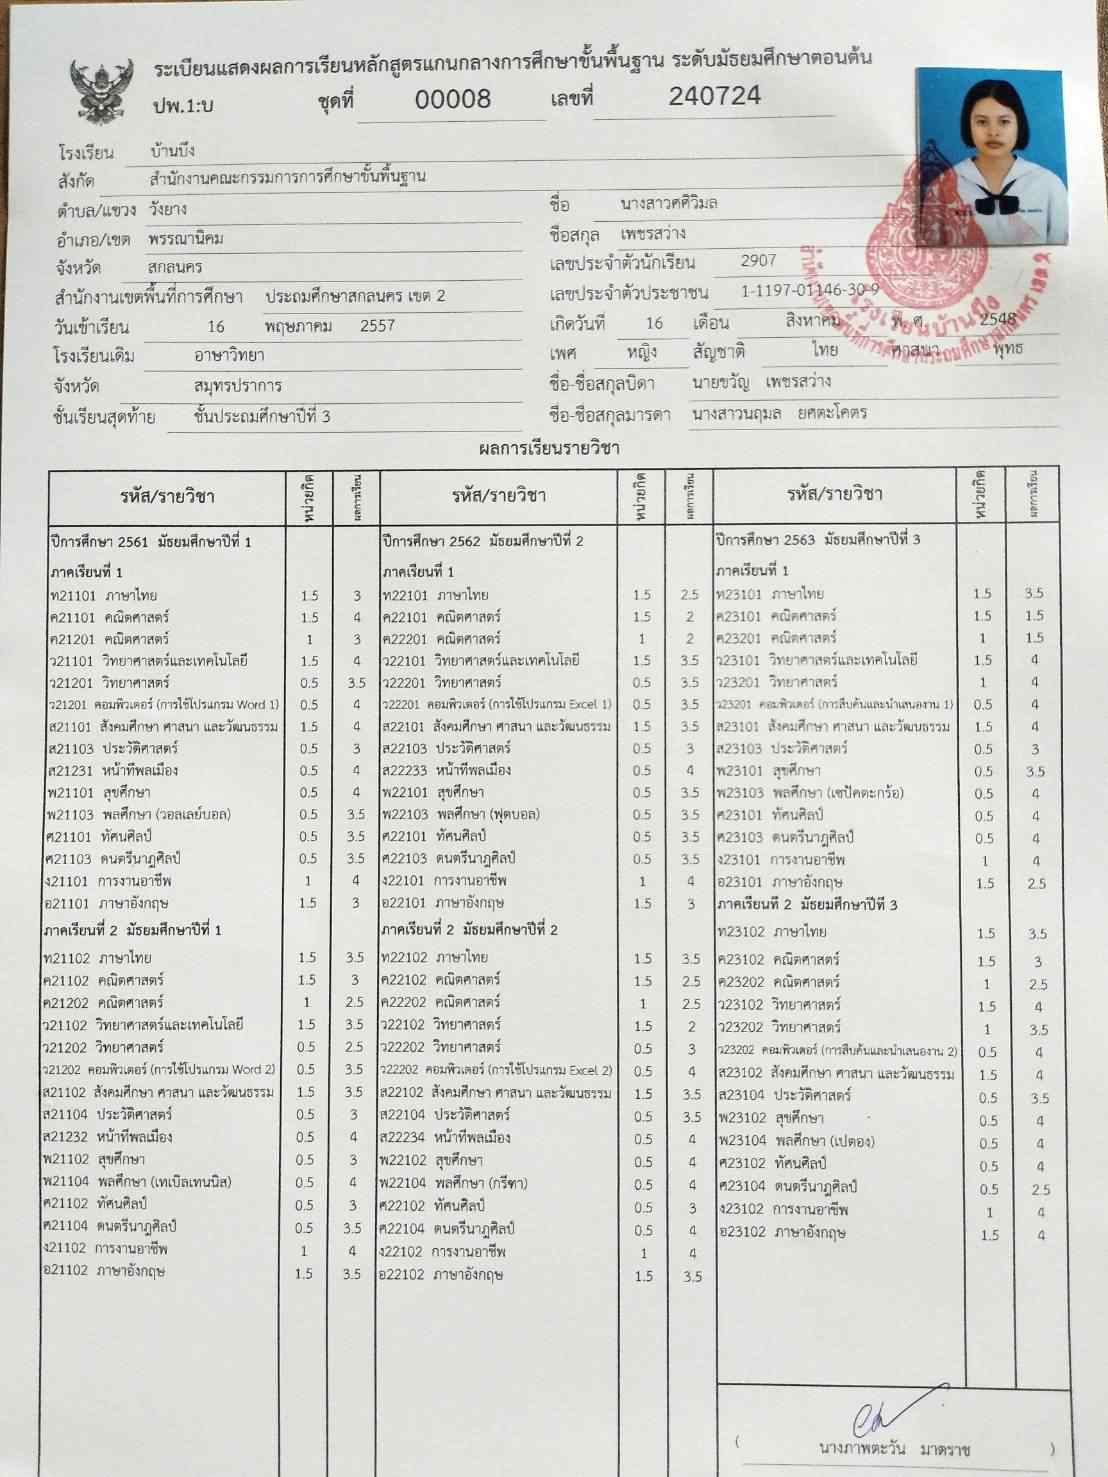 ระเบียนแสดงผลการเรียนหลักสูตรแกนกลางการศึกษาขั้นพื้นฐาน ระดับมัธยมศึกษาตอนต้น
ปพ.1:บ ชุดที่ 00008 เลขที่ 240724
โรงเรียน บ้านบึง
สังกัด สำนักงานคณะกรรมการการศึกษาขั้นพื้นฐาน
ตำบล/แขวง วังยาง
อำเภอ/เขต พรรณานิคม
จังหวัด สกลนคร
สำนักงานเขตพื้นที่การศึกษา ประถมศึกษาสกลนคร เขต 2
วันเข้าเรียน 16 พฤษภาคม 2557
โรงเรียนเดิม อาษาวิทยา
จังหวัด สมุทรปราการ
ชั้นเรียนสุดท้าย ชั้นประถมศึกษาปีที่ 3
ชื่อ นางสาวศศิวิมล
ชื่อสกุล เพชรสว่าง
เลขประจำตัวนักเรียน 2907
เลขประจำตัวประชาชน 1-1197-01146-30-9
เกิดวันที่ 16 เดือน สิงหาคม พ.ศ. 2548
เพศ หญิง สัญชาติ ไทย ศาสนา พุทธ
ชื่อ-ชื่อสกุลบิดา นายขวัญ เพชรสว่าง
ชื่อ-ชื่อสกุลมารดา นางสาวนฤมล ยศตะโคตร
โรงเรียนบ้านบึง
ผลการเรียนรายวิชา
รหัส/รายวิชา หน่วยกิต ผลการเรียน
ปีการศึกษา 2561 มัธยมศึกษาปีที่ 1
ภาคเรียนที่ 1
ท21101 ภาษาไทย 1.5 3
ค21101 คณิตศาสตร์ 1.5 4
ค21201 คณิตศาสตร์ 1 3
ว21101 วิทยาศาสตร์และเทคโนโลยี 1.5 4
ว21201 วิทยาศาสตร์ 0.5 3.5
ว21201 คอมพิวเตอร์ (การใช้โปรแกรม Word 1) 0.5 4
ส21101 สังคมศึกษา ศาสนา และวัฒนธรรม 1.5 4
ส21103 ประวัติศาสตร์ 0.5 3
ส21231 หน้าที่พลเมือง 0.5 4
พ21101 สุขศึกษา 0.5 4
พ21103 พลศึกษา (วอลเลย์บอล) 0.5 3.5
ศ21101 ทัศนศิลป์ 0.5 3.5
ศ21103 ดนตรีนาฎศิลป์ 0.5 3.5
ง21101 การงานอาชีพ 1 4
อ21101 ภาษาอังกฤษ 1.5 3
ภาคเรียนที่ 2 มัธยมศึกษาปีที่ 1
ท21102 ภาษาไทย 1.5 3.5
ค21102 คณิตศาสตร์ 1.5 3
ค21202 คณิตศาสตร์ 1 2.5
ว21102 วิทยาศาสตร์และเทคโนโลยี 1.5 3.5
ว21202 วิทยาศาสตร์ 0.5 2.5
ว21202 คอมพิวเตอร์ (การใช้โปรแกรม Word 2) 0.5 3.5
ส21102 สังคมศึกษา ศาสนา และวัฒนธรรม 1.5 3.5
ส21104 ประวัติศาสตร์ 0.5 3
ส21232 หน้าที่พลเมือง 0.5 4
พ21102 สุขศึกษา 0.5 3
พ21104 พลศึกษา (เทเบิลเทนนิส) 0.5 4
ศ21102 ทัศนศิลป์ 0.5 3
ศ21104 ดนตรีนาฎศิลป์ 0.5 3.5
ง21102 การงานอาชีพ 1 4
อ21102 ภาษาอังกฤษ 1.5 3.5
รหัส/รายวิชา หน่วยกิต ผลการเรียน
ปีการศึกษา 2562 มัธยมศึกษาปีที่ 2
ภาคเรียนที่ 1
ท22101 ภาษาไทย 1.5 2.5
ค22101 คณิตศาสตร์ 1.5 2
ค22201 คณิตศาสตร์ 1 2
ว22101 วิทยาศาสตร์และเทคโนโลยี 1.5 3.5
ว22201 วิทยาศาสตร์ 0.5 3.5
ว22201 คอมพิวเตอร์ (การใช้โปรแกรม Excel 1) 0.5 3.5
ส22101 สังคมศึกษา ศาสนา และวัฒนธรรม 1.5 3.5
ส22103 ประวัติศาสตร์ 0.5 3
ส22233 หน้าที่พลเมือง 0.5 4
พ22101 สุขศึกษา 0.5 3.5
พ22103 พลศึกษา (ฟุตบอล) 0.5 3.5
ศ22101 ทัศนศิลป์ 0.5 3.5
ศ22103 ดนตรีนาฎศิลป์ 0.5 3.5
ง22101 การงานอาชีพ 1 4
อ22101 ภาษาอังกฤษ 1.5 3
ภาคเรียนที่ 2 มัธยมศึกษาปีที่ 2
ท22102 ภาษาไทย 1.5 3.5
ค22102 คณิตศาสตร์ 1.5 2.5
ค22202 คณิตศาสตร์ 1 2.5
ว22102 วิทยาศาสตร์ 1.5 2
ว22202 วิทยาศาสตร์ 0.5 3
ว22202 คอมพิวเตอร์ (การใช้โปรแกรม Excel 2) 0.5 4
ส22102 สังคมศึกษา ศาสนา และวัฒนธรรม 1.5 3.5
ส22104 ประวัติศาสตร์ 0.5 3.5
ส22234 หน้าที่พลเมือง 0.5 4
พ22102 สุขศึกษา 0.5 4
พ22104 พลศึกษา (กรีฑา) 0.5 4
ศ22102 ทัศนศิลป์ 0.5 3
ศ22104 ดนตรีนาฎศิลป์ 0.5 4
ง22102 การงานอาชีพ 1 4
อ22102 ภาษาอังกฤษ 1.5 3.5
รหัส/รายวิชา หน่วยกิต ผลการเรียน
ปีการศึกษา 2563 มัธยมศึกษาปีที่ 3
ภาคเรียนที่ 1
ท23101 ภาษาไทย 1.5 3.5
ค23101 คณิตศาสตร์ 1.5 1.5
ค23201 คณิตศาสตร์ 1 1.5
ว23101 วิทยาศาสตร์และเทคโนโลยี 1.5 4
ว23201 วิทยาศาสตร์ 1 4
ว23201 คอมพิวเตอร์ (การสืบค้นและนำเสนองาน 1) 0.5 4
ส23101 สังคมศึกษา ศาสนา และวัฒนธรรม 1.5 4
ส23103 ประวัติศาสตร์ 0.5 3
พ23101 สุขศึกษา 0.5 3.5
พ23103 พลศึกษา (เซปัคตะกร้อ) 0.5 4
ศ23101 ทัศนศิลป์ 0.5 4
ศ23103 ดนตรีนาฎศิลป์ 0.5 4
ง23101 การงานอาชีพ 1 4
อ23101 ภาษาอังกฤษ 1.5 2.5
ภาคเรียนที่ 2 มัธยมศึกษาปีที่ 3
ท23102 ภาษาไทย 1.5 3.5
ค23102 คณิตศาสตร์ 1.5 3
ค23202 คณิตศาสตร์ 1 2.5
ว23102 วิทยาศาสตร์ 1.5 4
ว23202 วิทยาศาสตร์ 1 3.5
ว23202 คอมพิวเตอร์ (การสืบค้นและนำเสนองาน 2) 0.5 4
ส23102 สังคมศึกษา ศาสนา และวัฒนธรรม 1.5 4
ส23104 ประวัติศาสตร์ 0.5 3.5
พ23102 สุขศึกษา 0.5 4
พ23104 พลศึกษา (เปตอง) 0.5 4
ศ23102 ทัศนศิลป์ 0.5 4
ศ23104 ดนตรีนาฎศิลป์ 0.5 2.5
ง23102 การงานอาชีพ 1 4
อ23102 ภาษาอังกฤษ 1.5 4
( นางภาพตะวัน มาตราช )